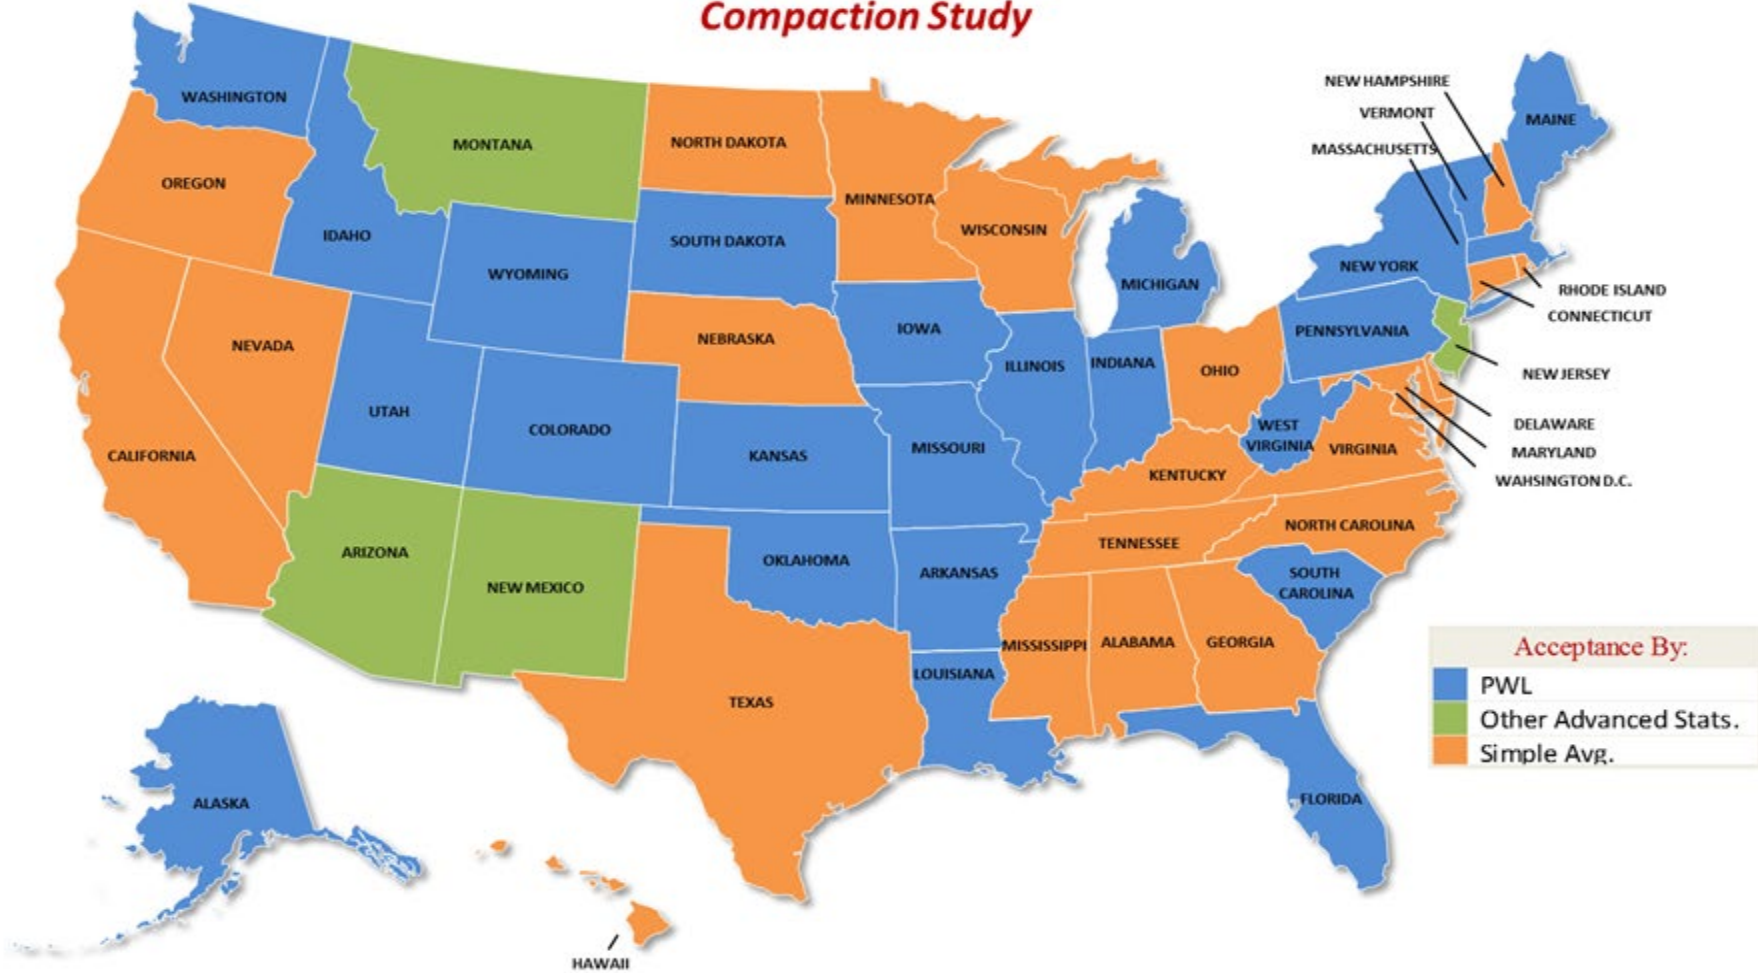 Compaction Study
NEW HAMPSHIRE
VERMONT
MASSACHUSETTS
MAINE
WASHINGTON
MONTANA
NORTH DAKOTA
MINNESOTA
OREGON
IDAHO
SOUTH DAKOTA
WISCONSIN
WYOMING
MICHIGAN
NEW YORK
RHODE ISLAND
CONNECTICUT
NEVADA
NEBRASKA
IOWA
ILLINOIS
INDIANA
OHIO
PENNSYLVANIA
NEW JERSEY
UTAH
COLORADO
CALIFORNIA
KANSAS
MISSOURI
WEST
VIRGINIA
VIRGINIA
DELAWARE
MARYLAND
WAHSINGTON D.C.
KENTUCKY
ARIZONA
NEW MEXICO
OKLAHOMA
ARKANSAS
TENNESSEE
NORTH CAROLINA
SOUTH
CAROLINA
MISSISSIPPI
ALABAMA
GEORGIA
LOUISIANA
TEXAS
FLORIDA
ALASKA
HAWAII
Acceptance By:
PWL
Other Advanced Stats.
Simple Avg.